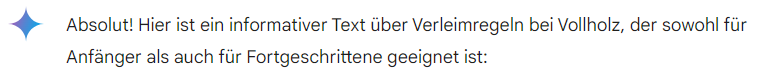 Absolut! Hier ist ein informativer Text über Verleimregeln bei Vollholz, der sowohl für
Anfänger als auch für Fortgeschrittene geeignet ist: